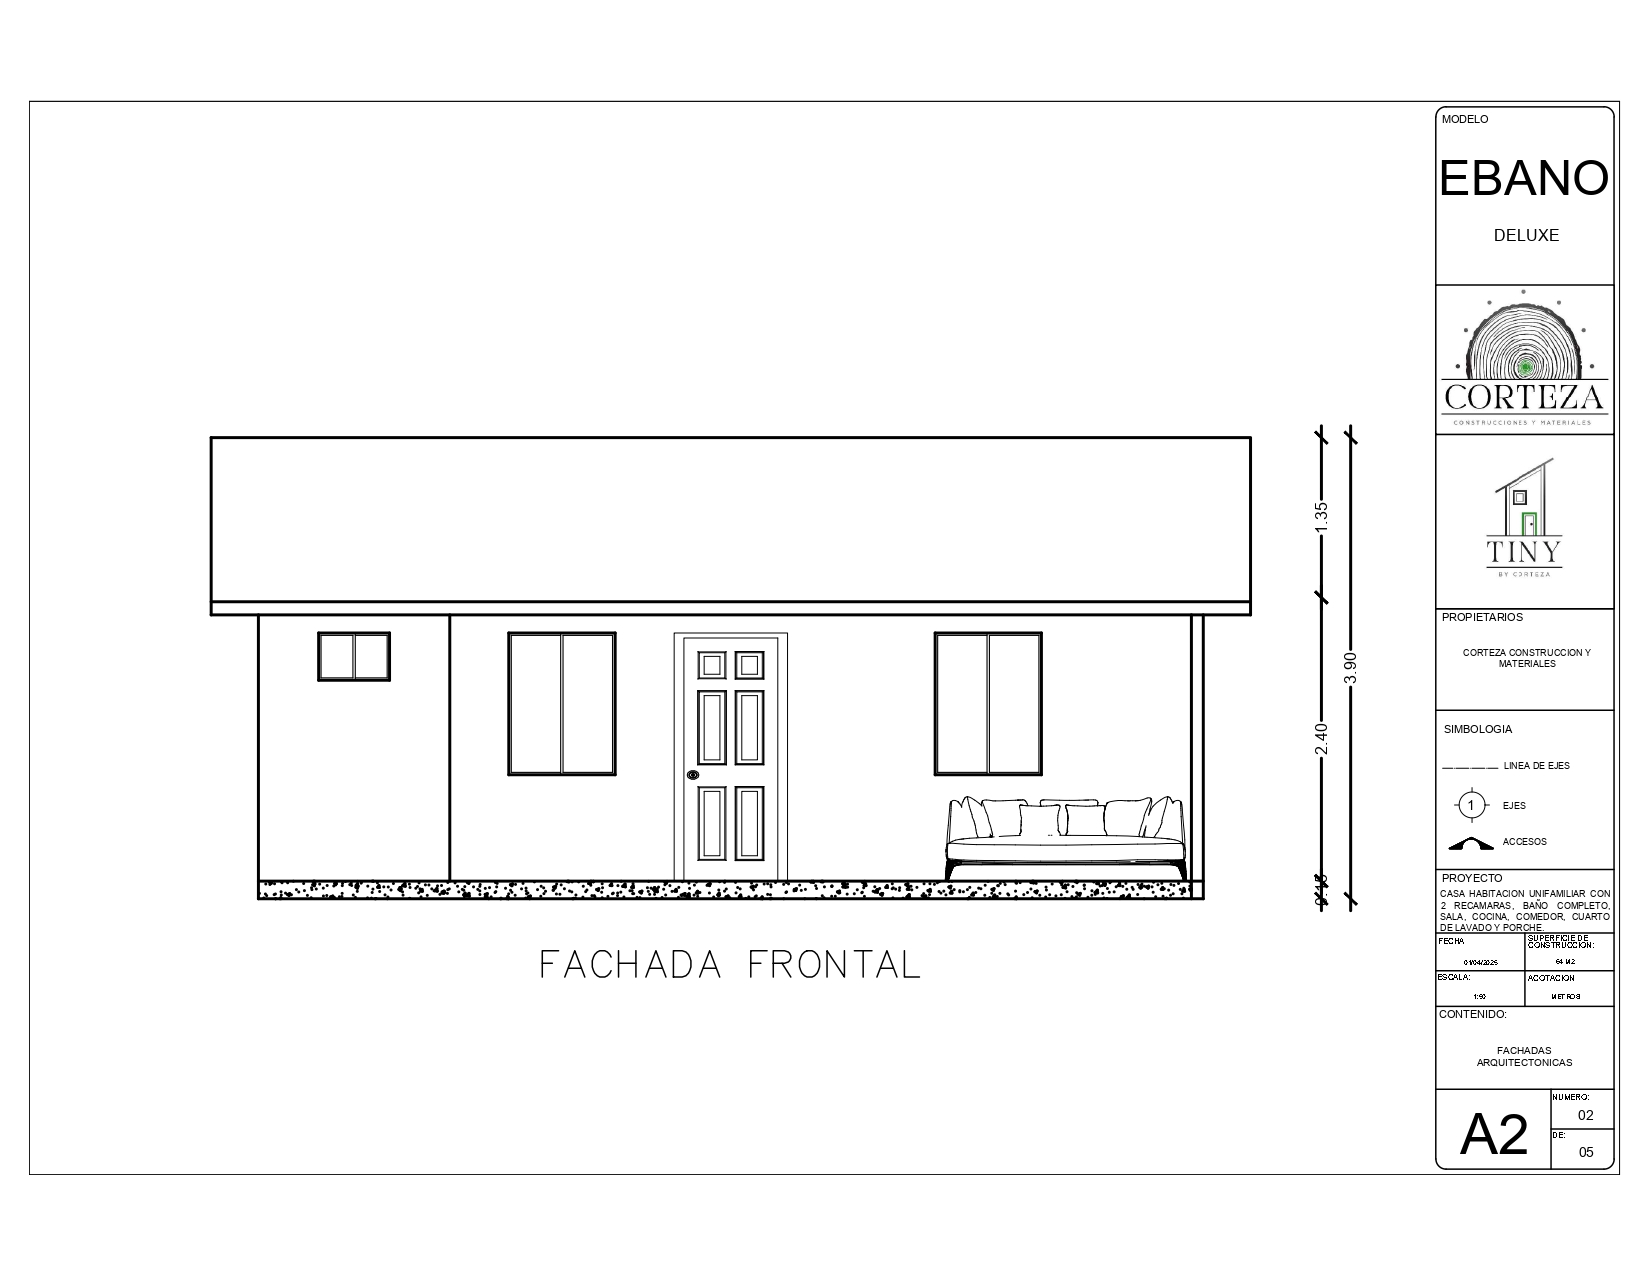 MODELO
EBANO
DELUXE
CORTEZA
CONSTRUCCIONES Y MATERIALES
TINY
BY CORTEZA
PROPIETARIOS
CORTEZA CONSTRUCCION Y
MATERIALES
SIMBOLOGIA
LINEA DE EJES
1
EJES
ACCESOS
PROYECTO
CASA HABITACION UNIFAMILIAR CON
2 RECAMARAS, BAÑO COMPLETO,
SALA, COCINA, COMEDOR, CUARTO
DE LAVADO Y PORCHE.
FECHA
01/04/2025
SUPERFICIE DE
CONSTRUCCION:
64 M2
ESCALA:
1:50
ACOTACION
METROS
CONTENIDO:
FACHADAS
ARQUITECTONICAS
A2
NUMERO:
02
DE:
05
1.35
2.40
0.15
3.90
FACHADA FRONTAL